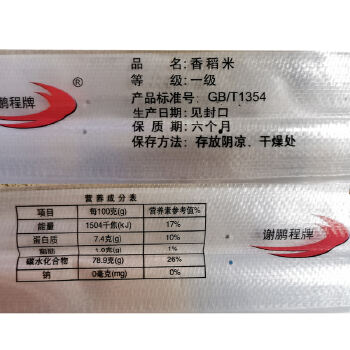 谢鹏程牌®
品 名：香稻米
等 级：一级
产品标准号：GB/T1354
生产日期：见封口
保 质 期：六个月
保存方法：存放阴凉、干燥处
营养成分表
项目 每100克(g) 营养素参考值%
能量 1504千焦(KJ) 17%
蛋白质 7.4克(g) 10%
脂肪 1.0克(g) 1%
碳水化合物 78.9克(g) 26%
钠 0毫克(mg) 0%
谢鹏程牌